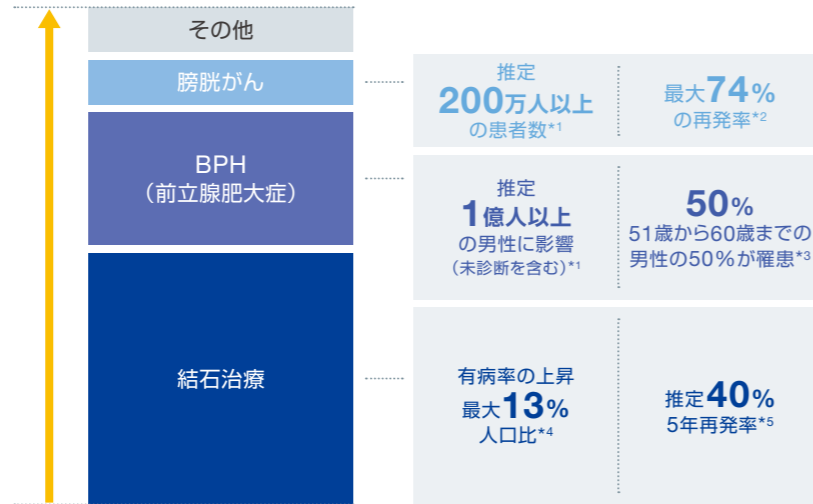 その他
膀胱がん
推定
200万人以上
の患者数*1
最大74%
の再発率*2
BPH
（前立腺肥大症）
推定
1億人以上
の男性に影響
（未診断を含む）*1
50%
51歳から60歳までの
男性の50%が罹患*3
結石治療
有病率の上昇
最大13%
人口比*4
推定40%
5年再発率*5